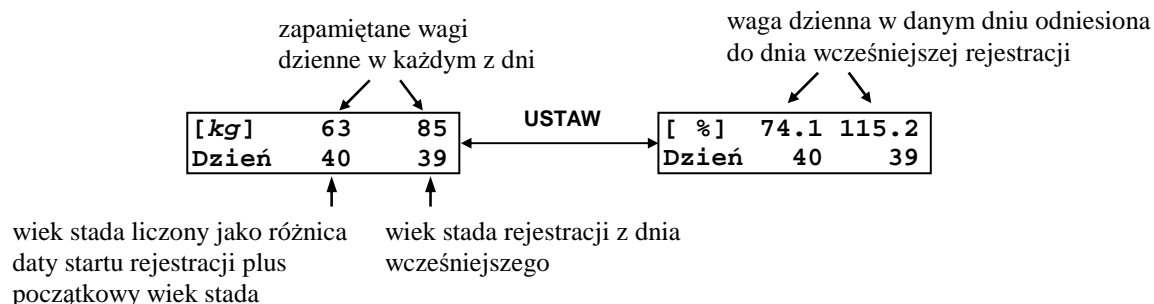 zapamiętane wagi
dzienne w każdym z dni
waga dzienna w danym dniu odniesiona
do dnia wcześniejszej rejestracji
[kg] 63 85
Dzień 40 39
USTAW
[ %] 74.1 115.2
Dzień 40 39
wiek stada liczony jako różnica
daty startu rejestracji plus
początkowy wiek stada
wiek stada rejestracji z dnia
wcześniejszego